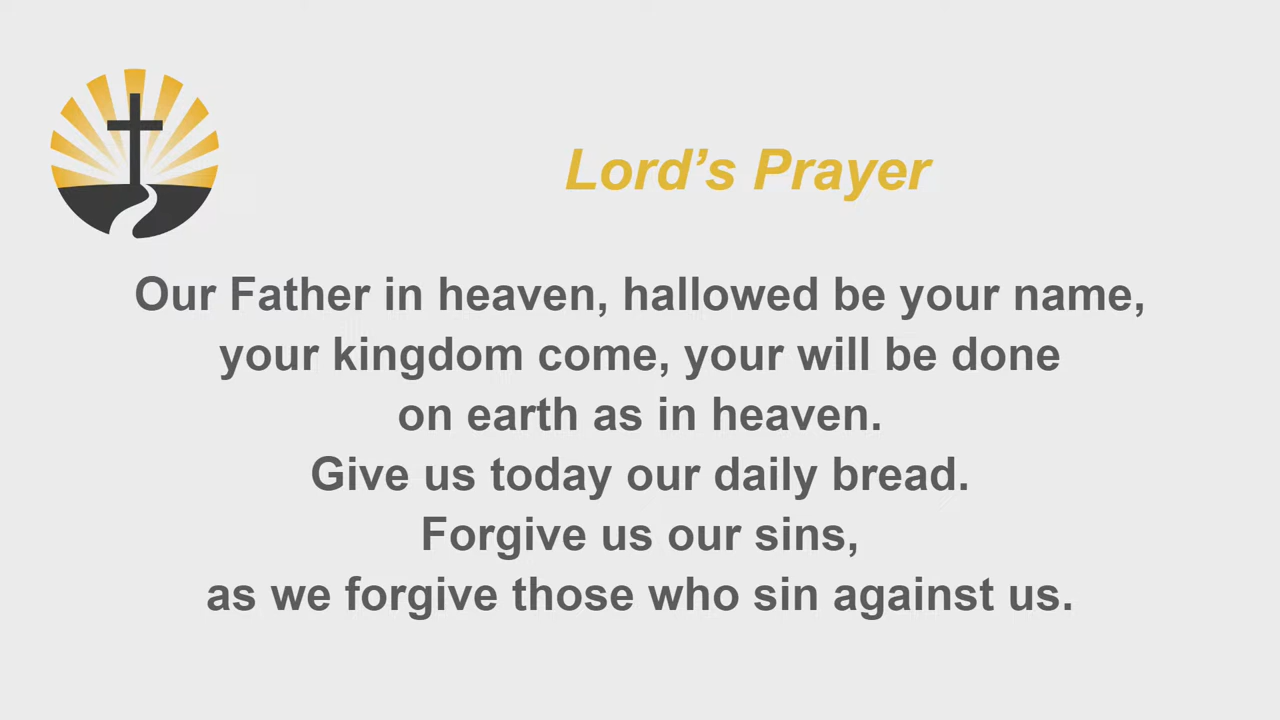 Lord’s Prayer
Our Father in heaven, hallowed be your name,
your kingdom come, your will be done
on earth as in heaven.
Give us today our daily bread.
Forgive us our sins,
as we forgive those who sin against us.